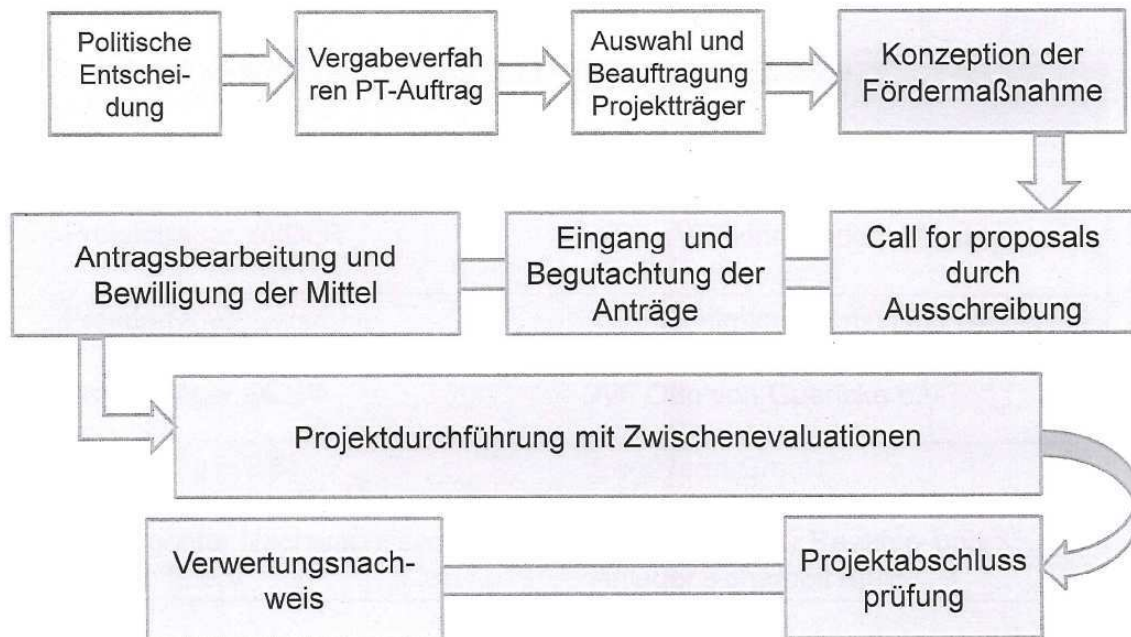 Politische
Entschei-
dung
Vergabeverfah
ren PT-Auftrag
Auswahl und
Beauftragung
Projektträger
Konzeption der
Fördermaßnahme
Call for proposals
durch
Ausschreibung
Eingang und
Begutachtung der
Anträge
Antragsbearbeitung und
Bewilligung der Mittel
Projektdurchführung mit Zwischenevaluationen
Projektabschluss
prüfung
Verwertungsnach-
weis